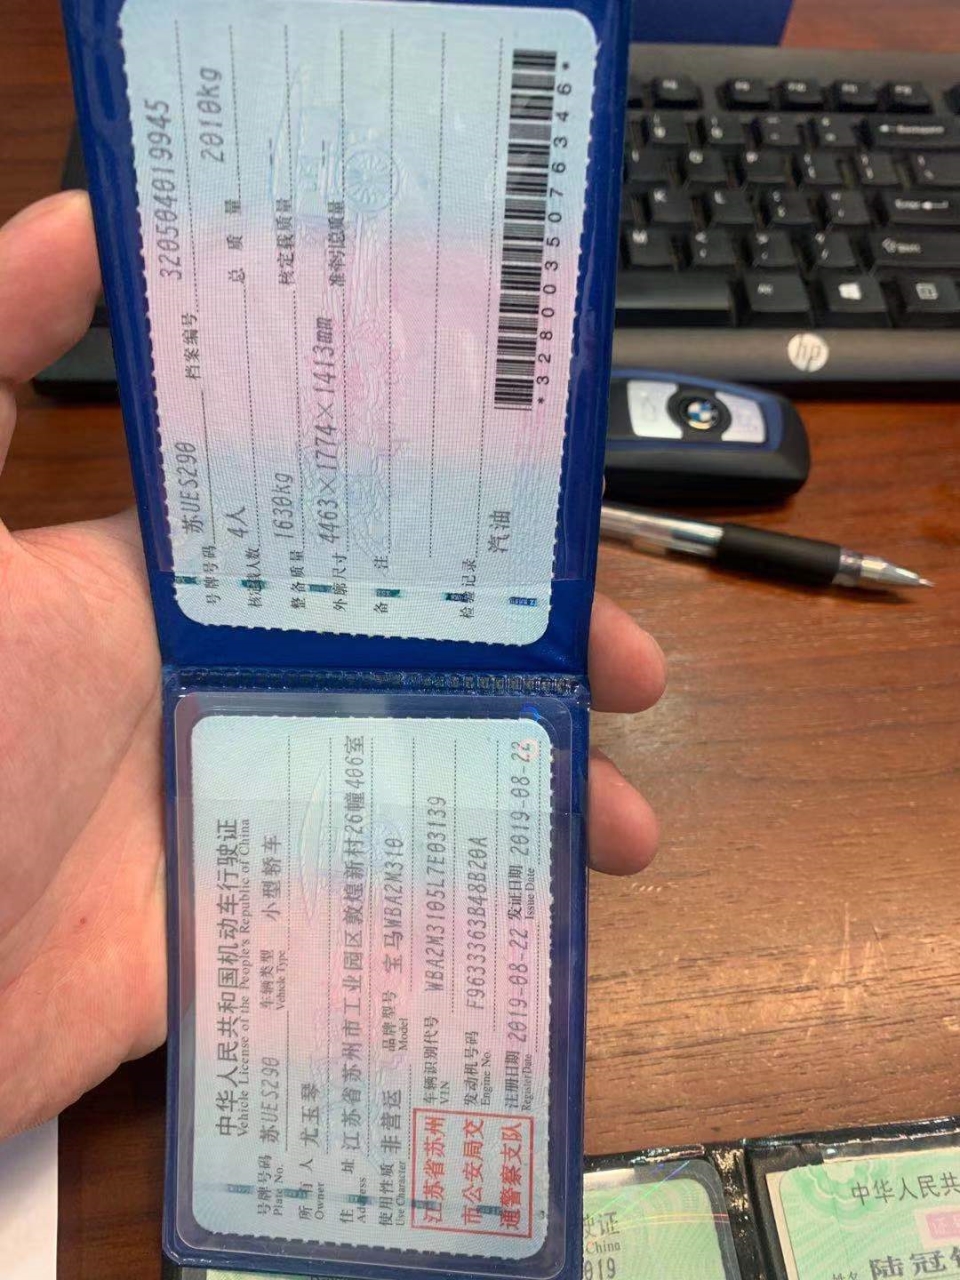 中华人民共和国机动车行驶证
Vehicle License of the People's Republic of China
号牌号码 苏UES290 车辆类型 小型轿车
Plate No. Vehicle Type
所有人 尤玉琴
Owner
住址 江苏省苏州市工业园区敦煌新村26幢406室
Address
使用性质 非营运 品牌型号 宝马WBA2M310
Use Character Model
江苏省苏州
市公安局交
通警察支队
车辆识别代号 WBA2M3105L7E03139
VIN
发动机号码 F9633363B48B20A
Engine No.
注册日期 2019-08-22 发证日期 2019-08-22
Register Date Issue Date
号牌号码 苏UES290 档案编号 320504019945
核定载人数 4人 总质量 2010kg
整备质量 1630kg 核定载质量
外廓尺寸 4463×1774×1413mm 准牵引总质量
备注
检验记录
汽油
*3280035076346*
hp
中华人民共
陆冠
证
China
019